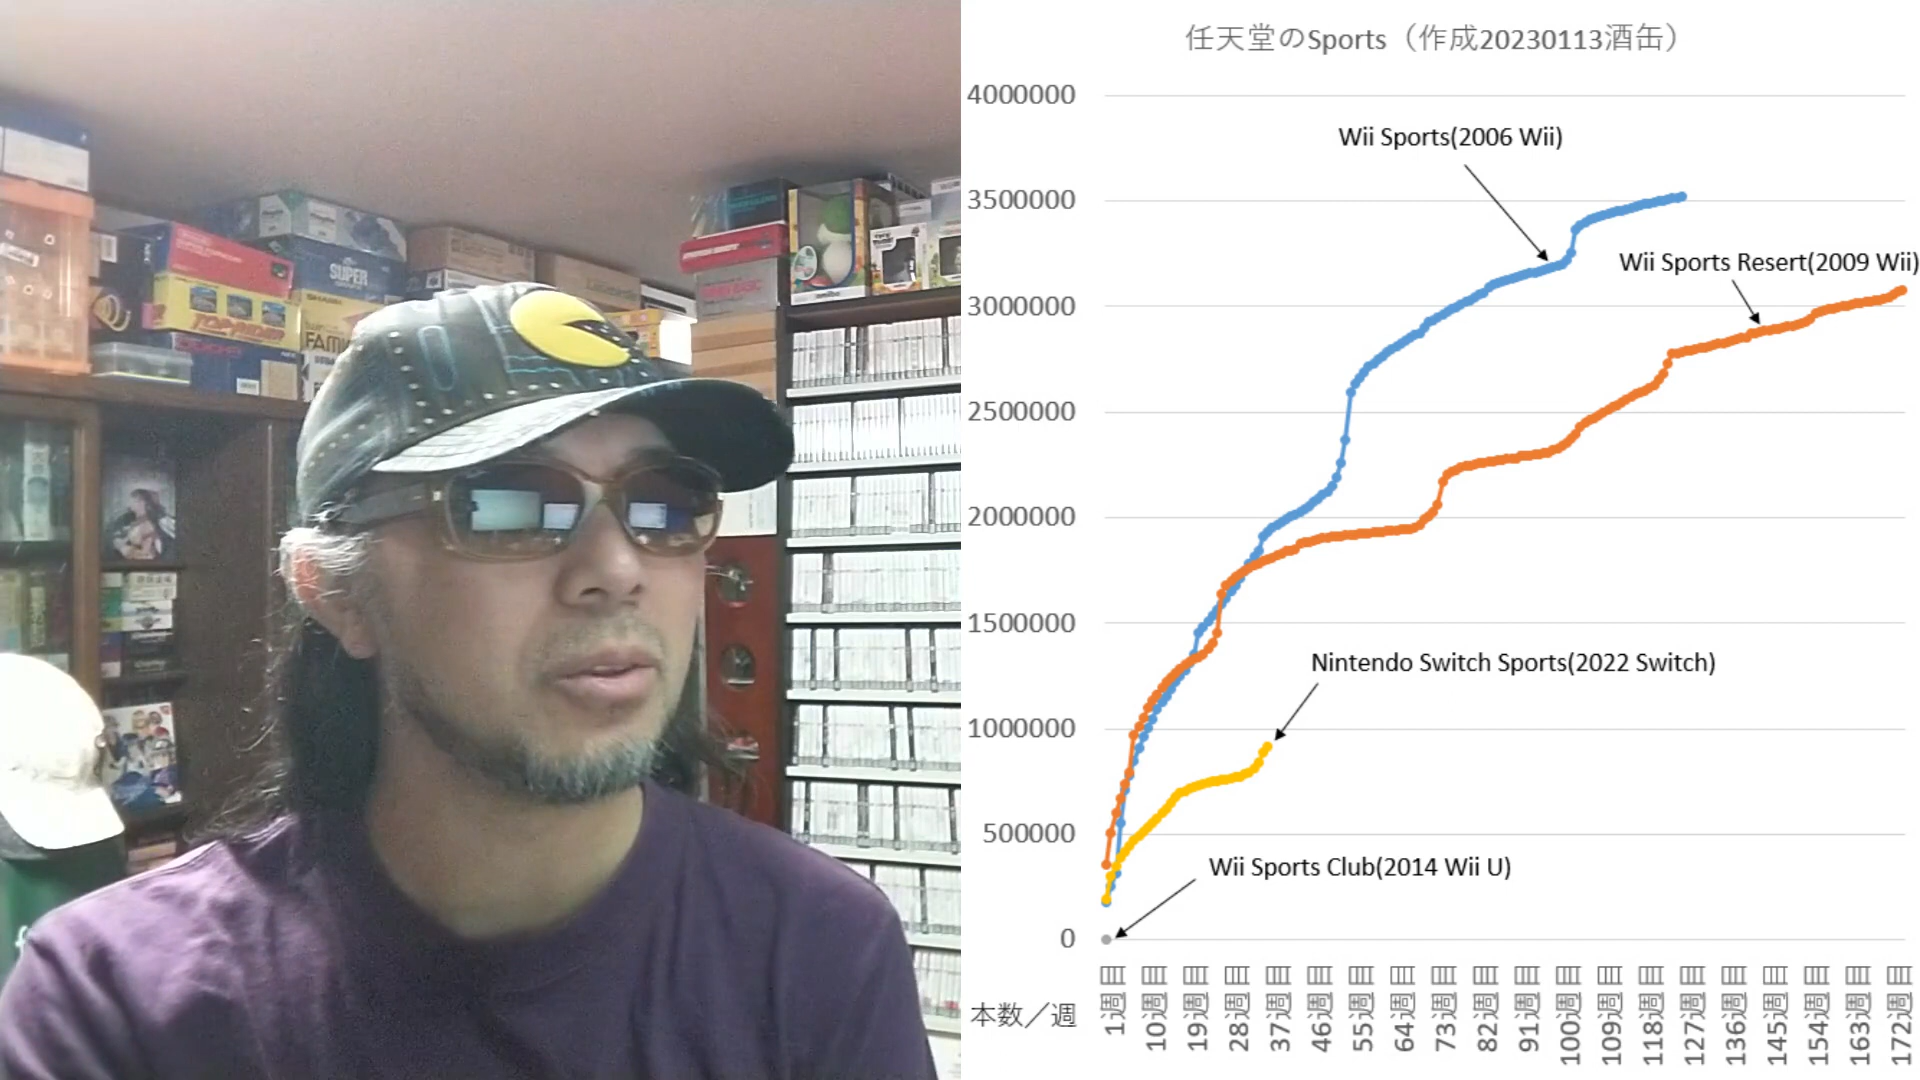 任天堂のSports（作成20230113酒缶）
4000000
3500000
3000000
2500000
2000000
1500000
1000000
500000
0
Wii Sports(2006 Wii)
Wii Sports Resert(2009 Wii)
Nintendo Switch Sports(2022 Switch)
Wii Sports Club(2014 Wii U)
本数／週
1週目
10週目
19週目
28週目
37週目
46週目
55週目
64週目
73週目
82週目
91週目
100週目
109週目
118週目
127週目
136週目
145週目
154週目
163週目
172週目
SUPER
TOP RIDER
FAMI